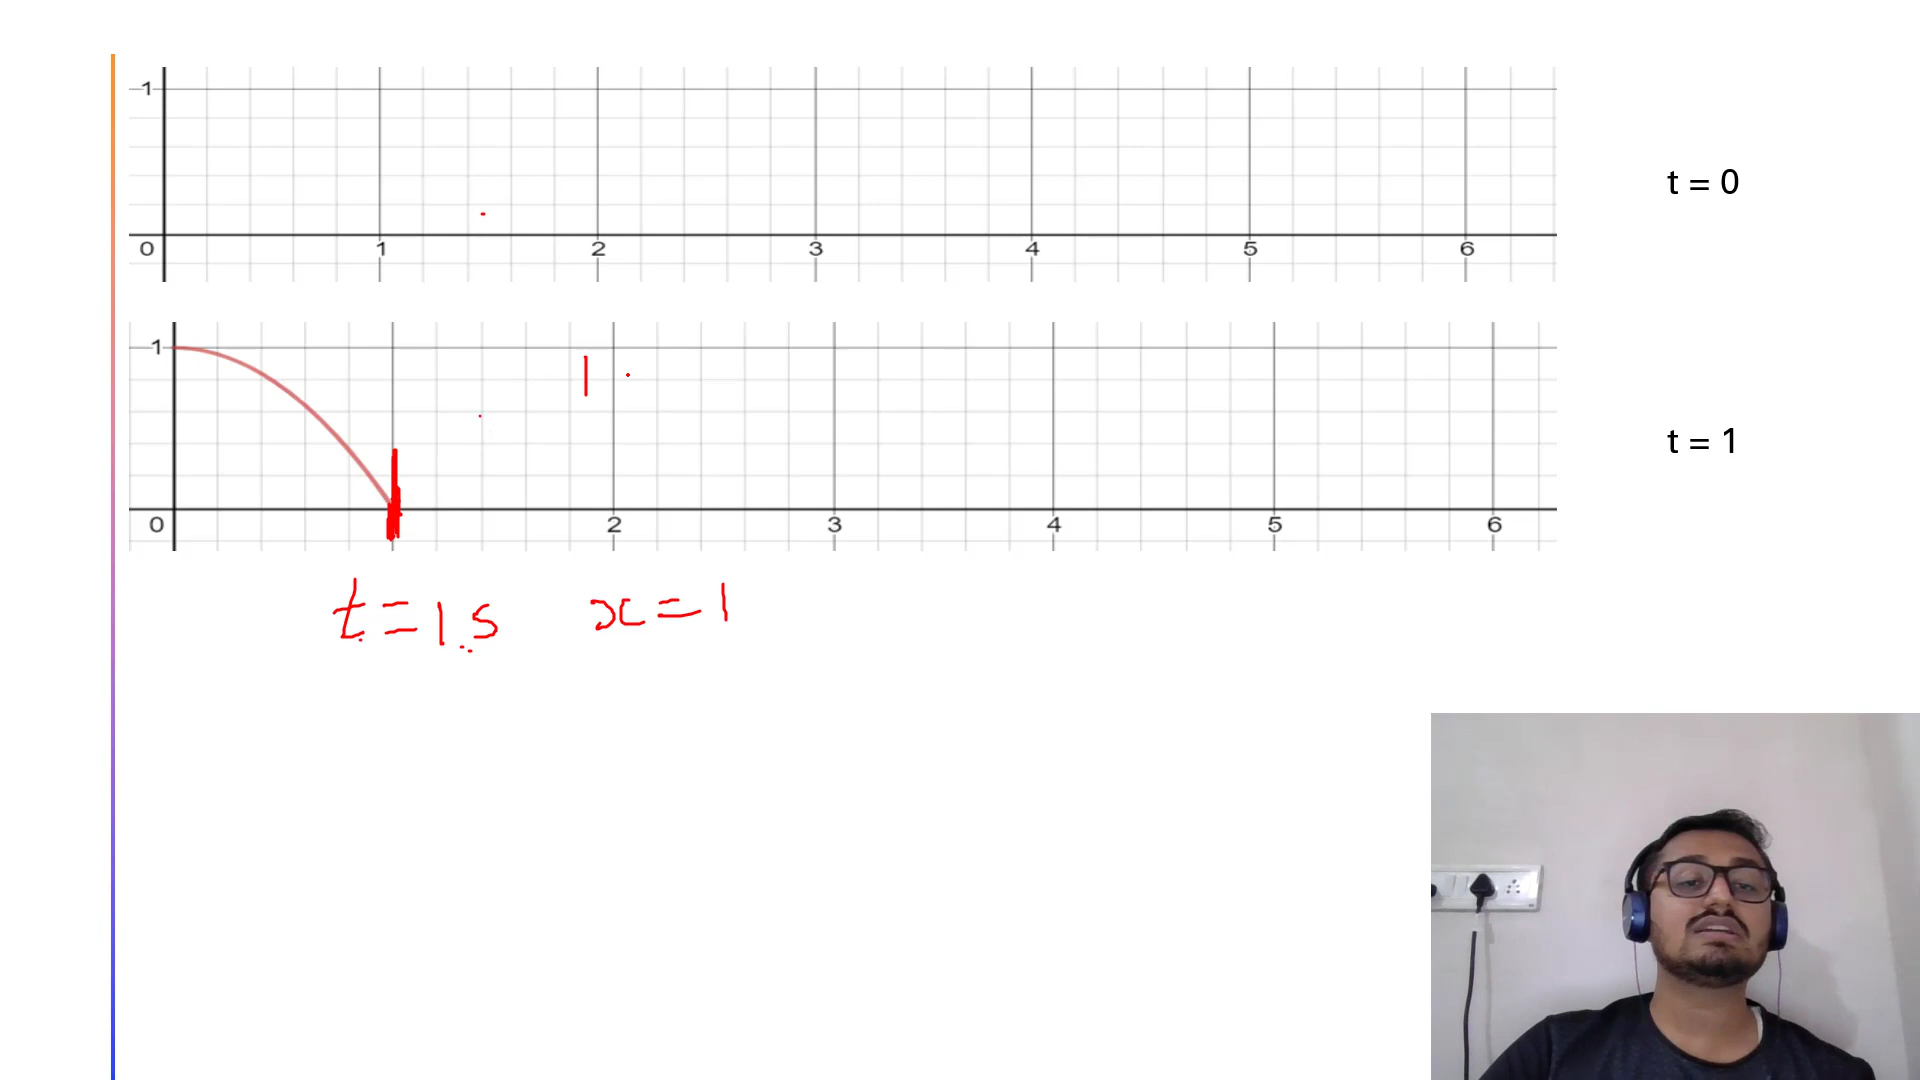 1
t = 0
0 1 2 3 4 5 6
1
t = 1
0 2 3 4 5 6
t = 1 s x = 1